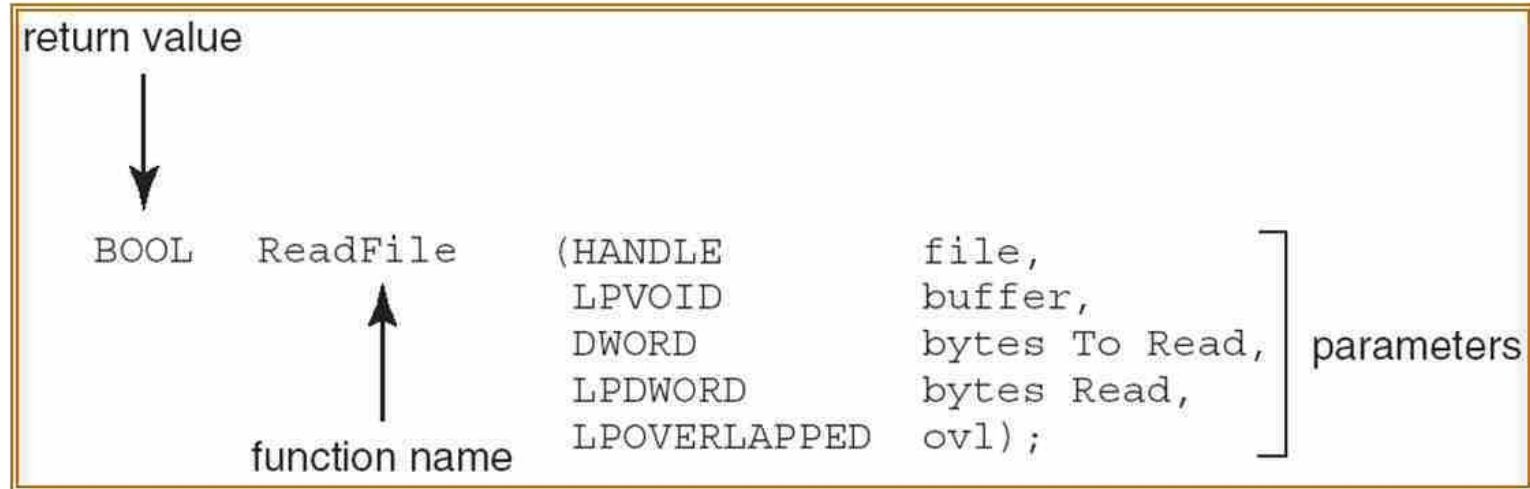 return value
BOOL ReadFile (HANDLE file,
LPVOID buffer,
DWORD bytes To Read,
LPDWORD bytes Read,
LPOVERLAPPED ovl);
parameters
function name